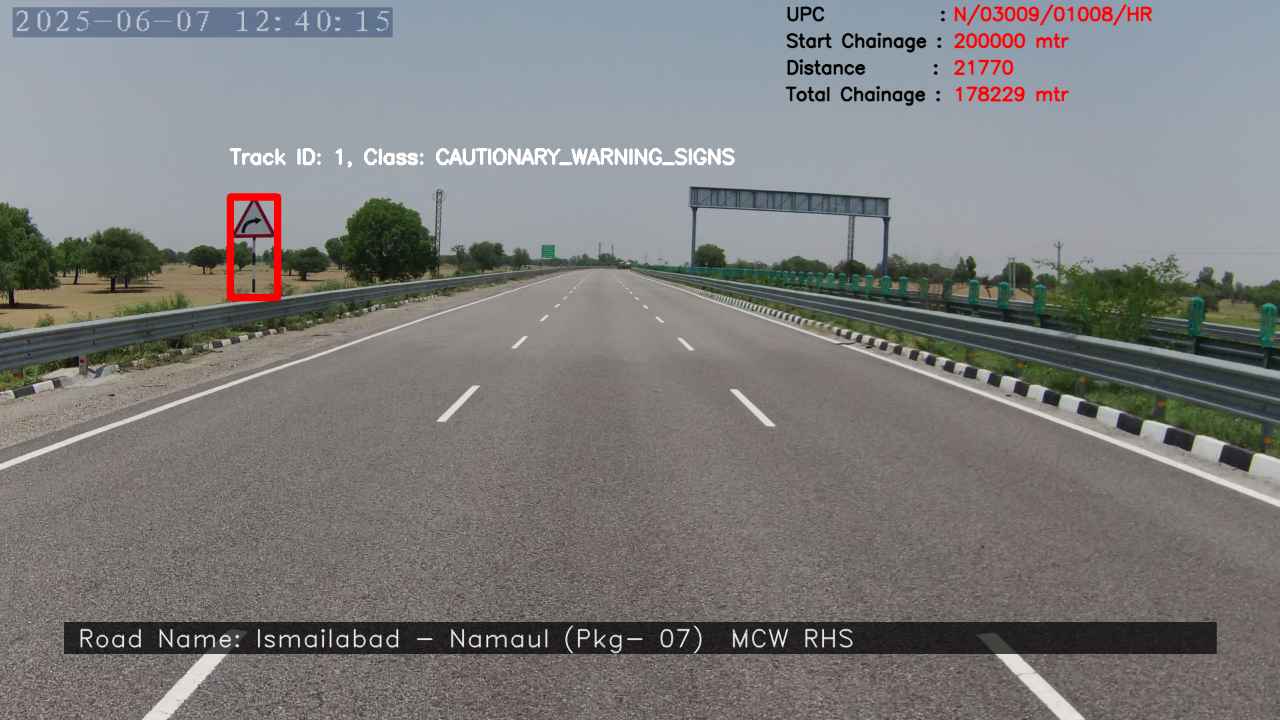 2025-06-07 12:40:15
UPC : N/03009/01008/HR
Start Chainage : 200000 mtr
Distance : 21770
Total Chainage : 178229 mtr
Track ID: 1, Class: CAUTIONARY_WARNING_SIGNS
Road Name: Ismailabad - Namaul (Pkg- 07) MCW RHS